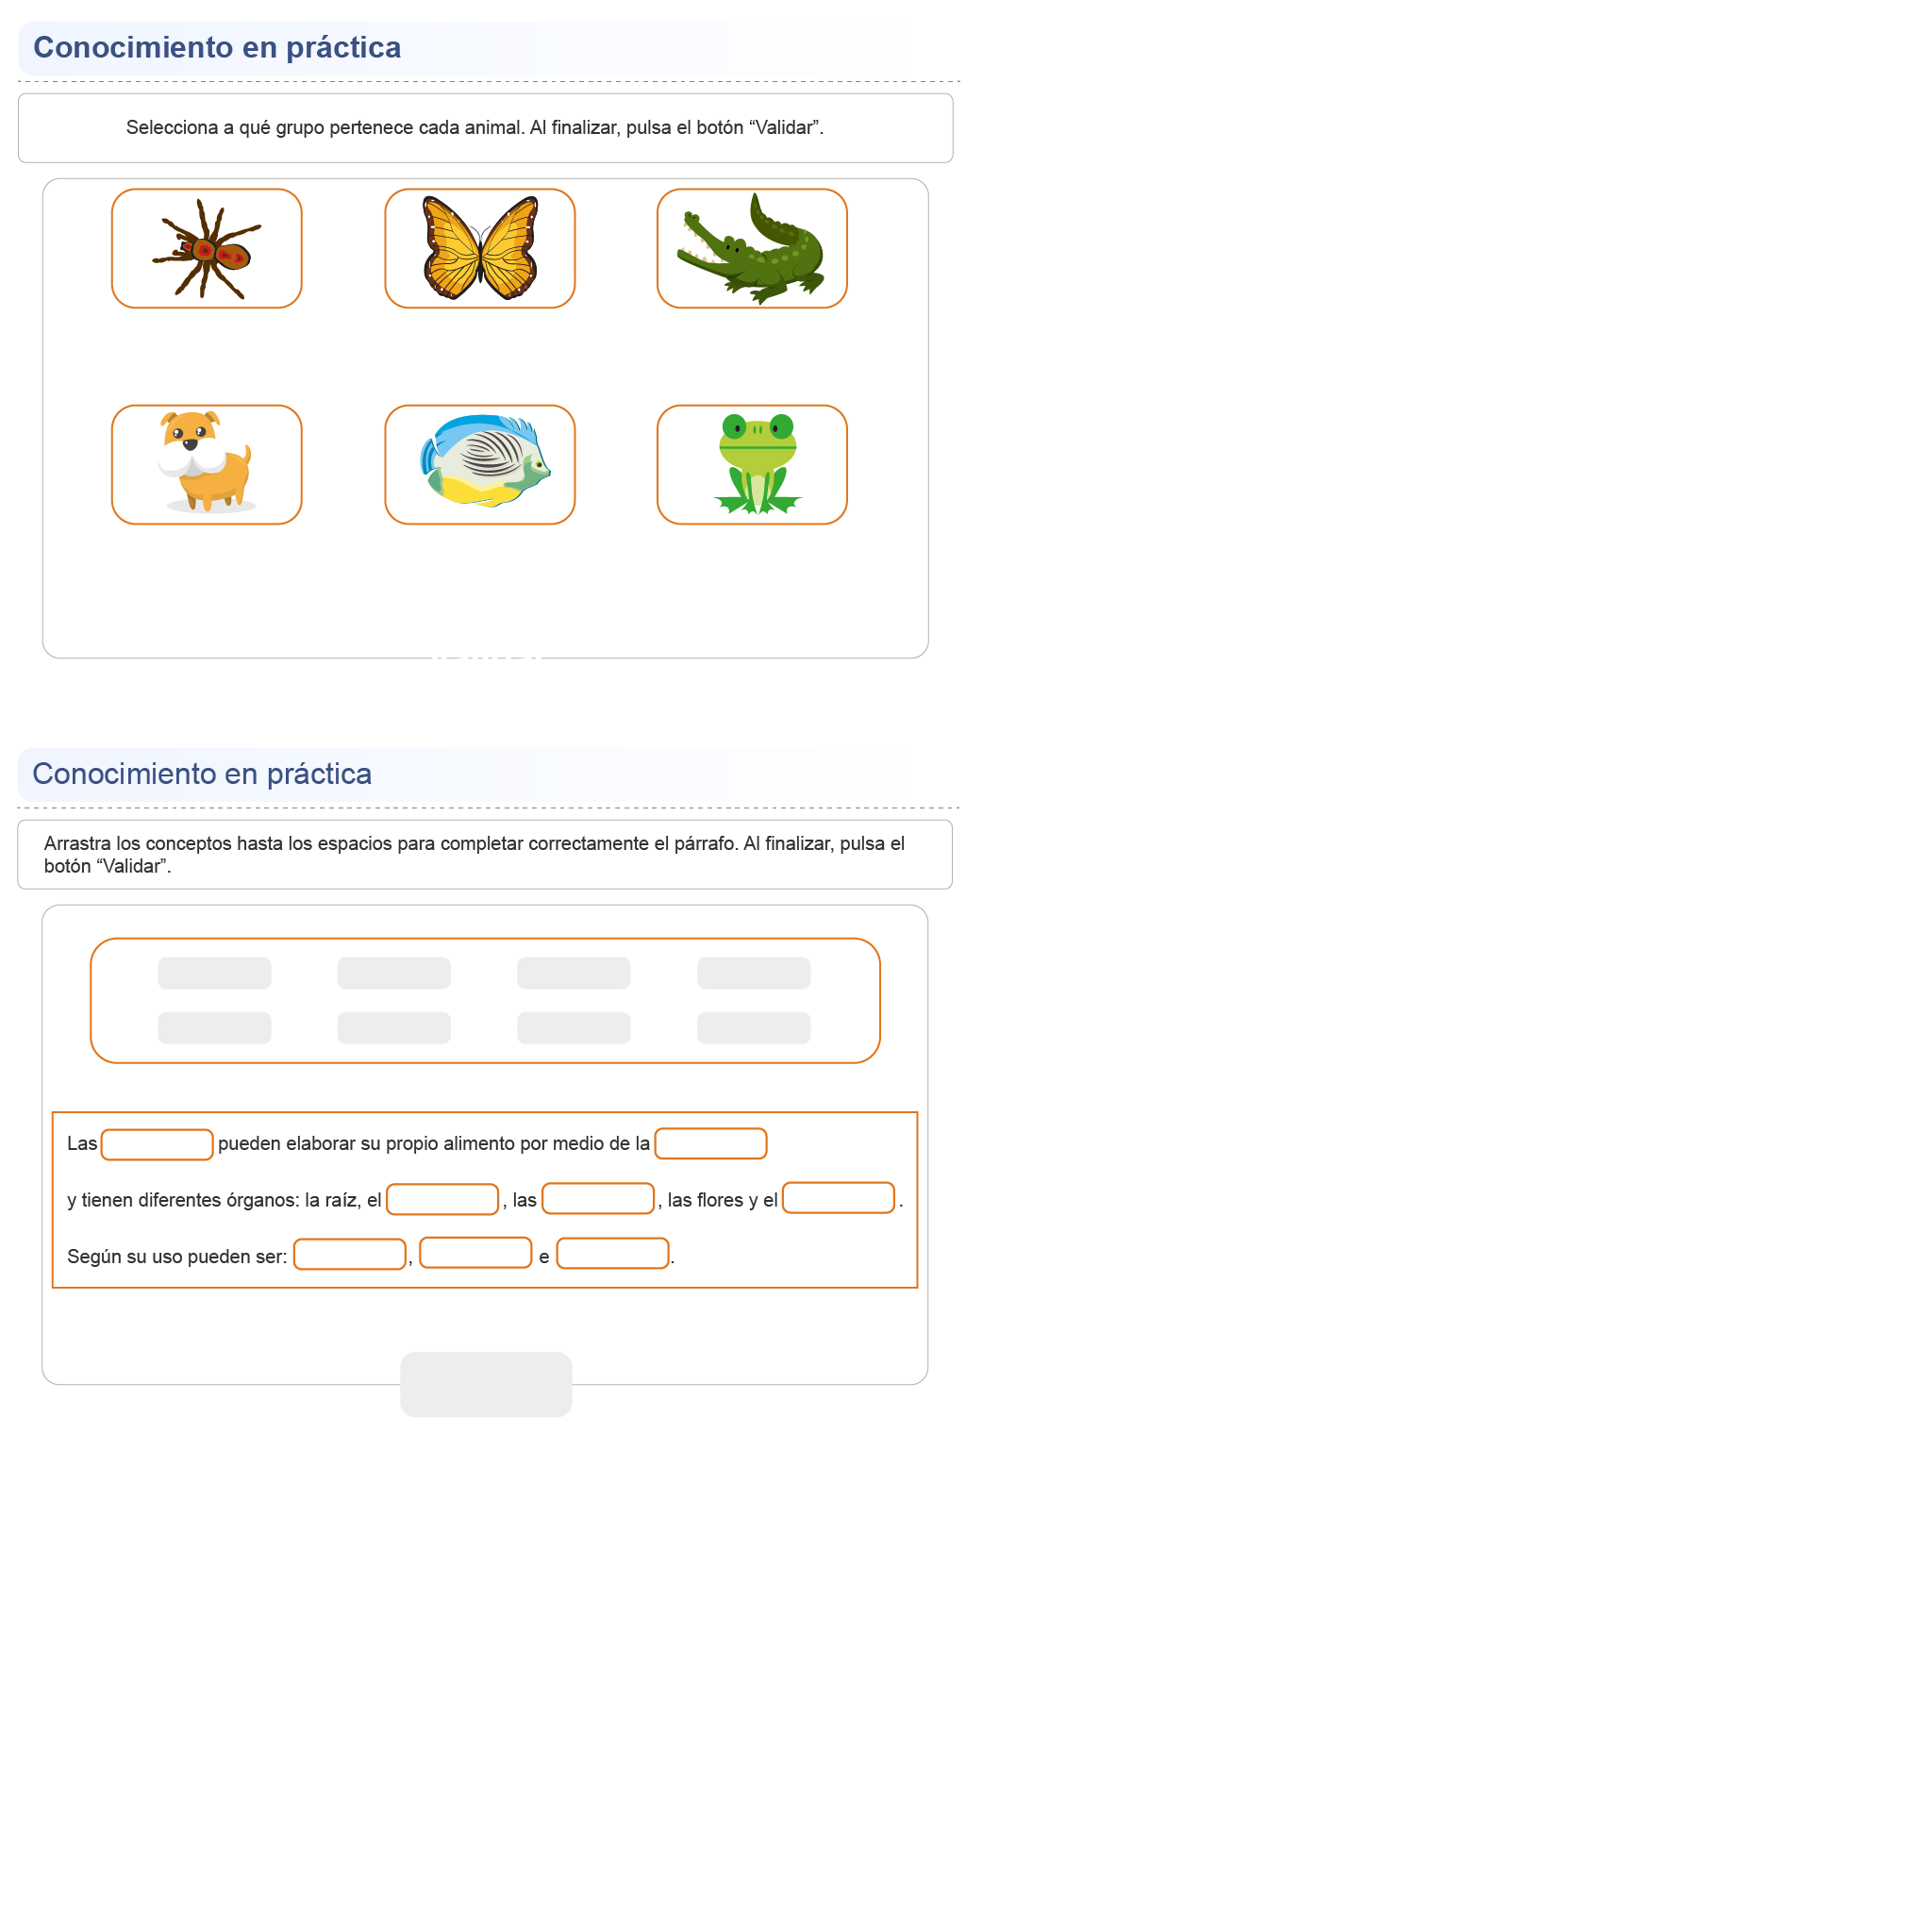 Conocimiento en práctica
Selecciona a qué grupo pertenece cada animal. Al finalizar, pulsa el botón “Validar”.
Conocimiento en práctica
Arrastra los conceptos hasta los espacios para completar correctamente el párrafo. Al finalizar, pulsa el
botón “Validar”.
Las pueden elaborar su propio alimento por medio de la
y tienen diferentes órganos: la raíz, el , las , las flores y el .
Según su uso pueden ser: , e .